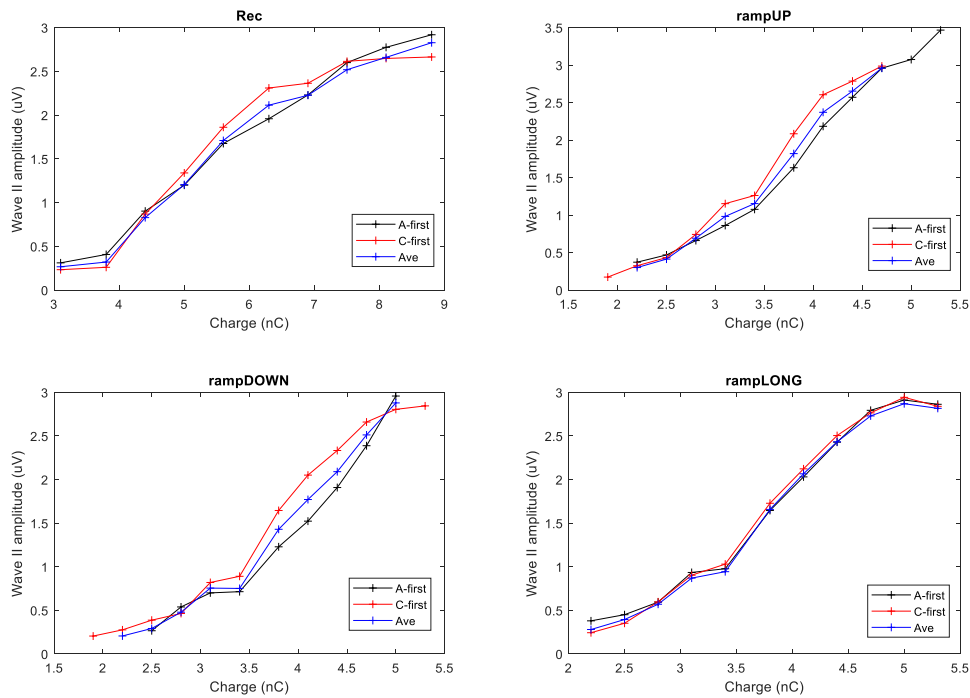 Rec
Wave II amplitude (uV)
3
2.5
2
1.5
1
0.5
0
A-first
C-first
Ave
3 4 5 6 7 8 9
Charge (nC)
rampUP
Wave II amplitude (uV)
3.5
3
2.5
2
1.5
1
0.5
0
A-first
C-first
Ave
1.5 2 2.5 3 3.5 4 4.5 5 5.5
Charge (nC)
rampDOWN
Wave II amplitude (uV)
3
2.5
2
1.5
1
0.5
0
A-first
C-first
Ave
1.5 2 2.5 3 3.5 4 4.5 5 5.5
Charge (nC)
rampLONG
Wave II amplitude (uV)
3
2.5
2
1.5
1
0.5
0
A-first
C-first
Ave
2 2.5 3 3.5 4 4.5 5 5.5
Charge (nC)